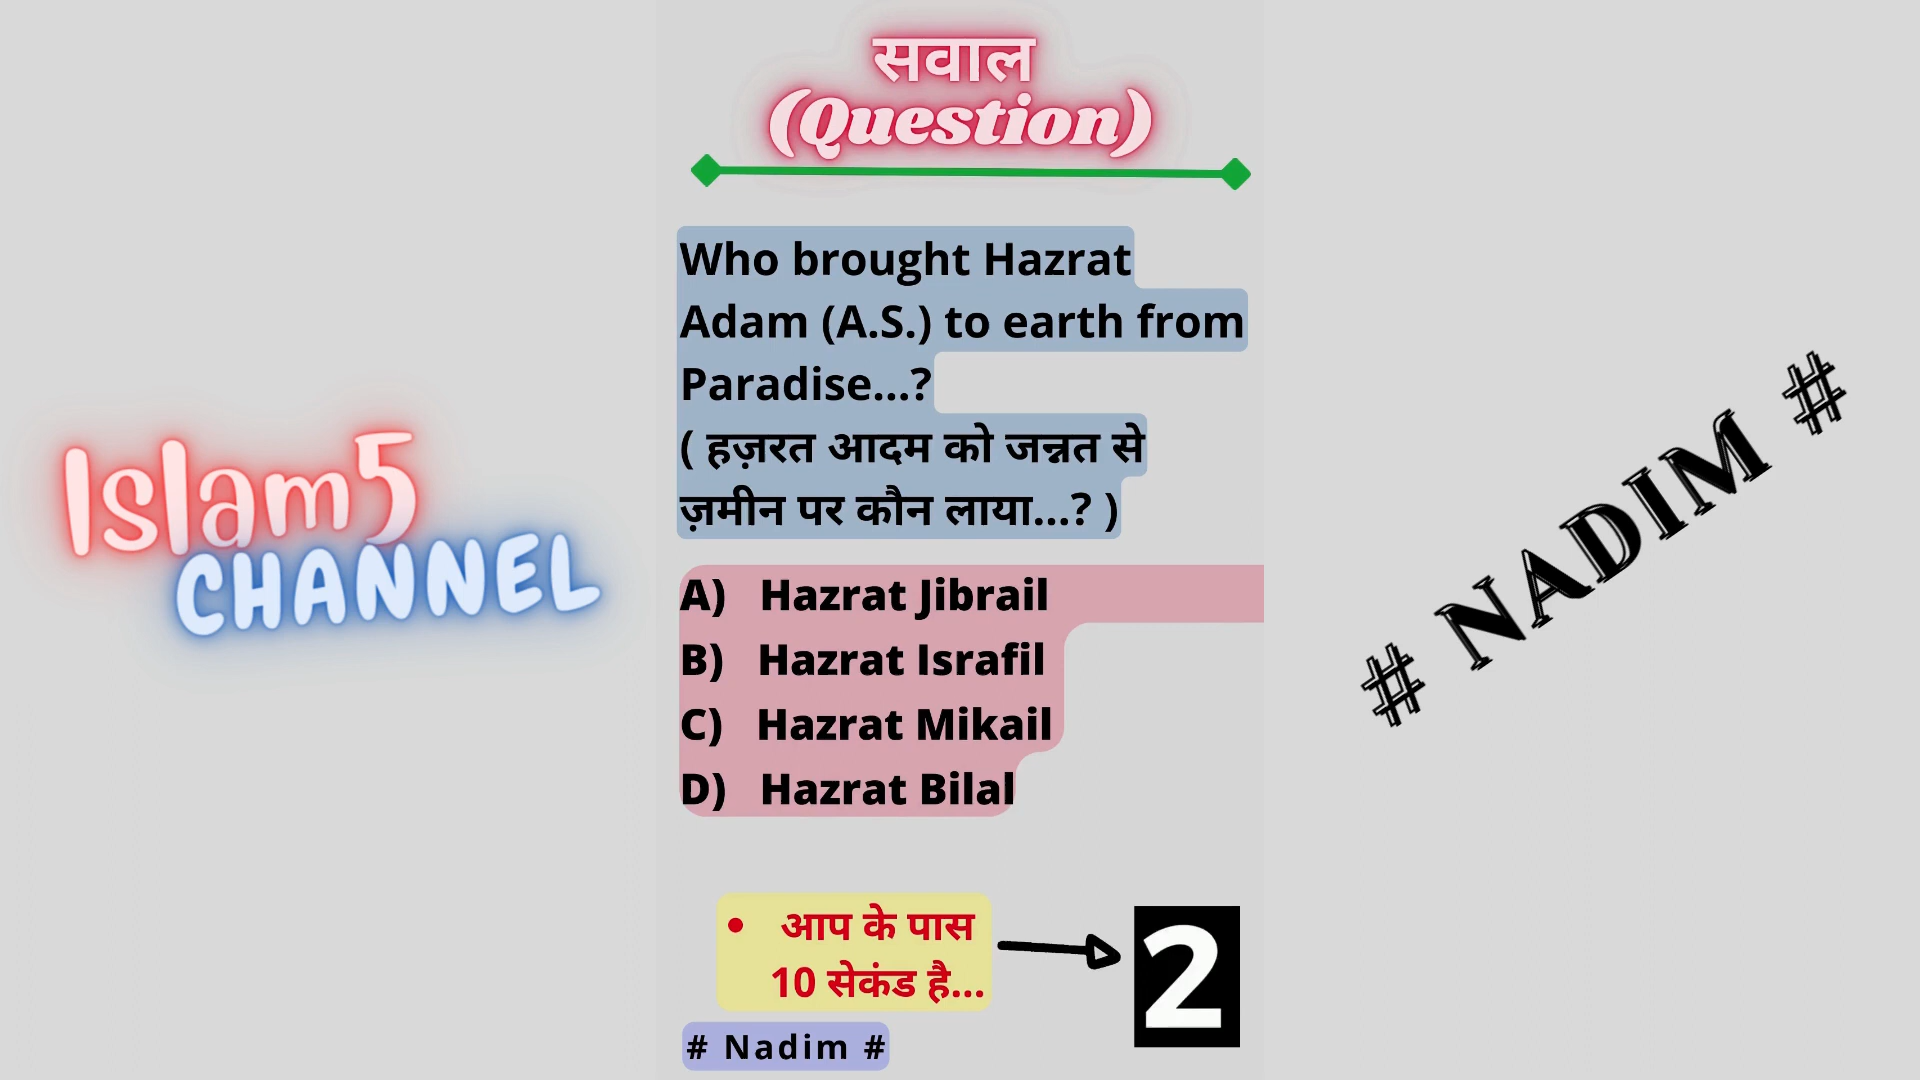 सवाल
(Question)
Who brought Hazrat
Adam (A.S.) to earth from
Paradise...?
( हज़रत आदम को जन्नत से
ज़मीन पर कौन लाया...? )
A) Hazrat Jibrail
B) Hazrat Israfil
C) Hazrat Mikail
D) Hazrat Bilal
• आप के पास
10 सेकंड है...
2
# Nadim #
Islam5
CHANNEL
# NADIM #